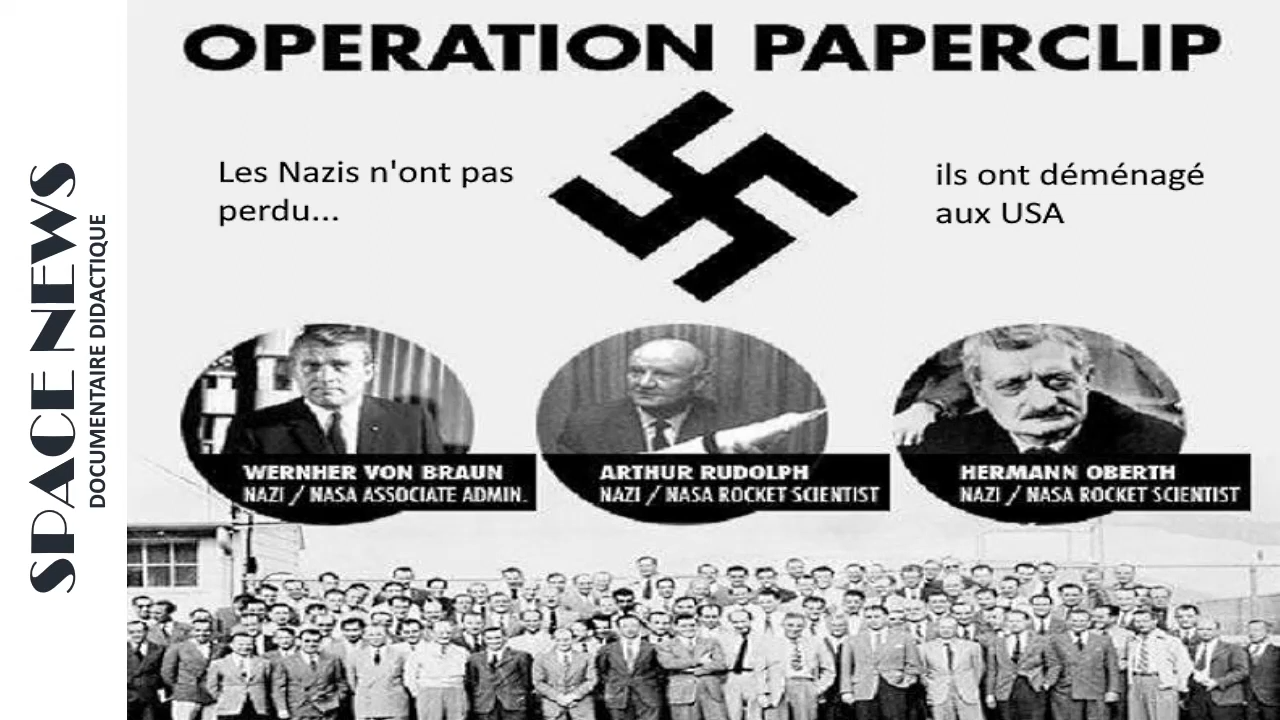 SPACE NEWS
DOCUMENTAIRE DIDACTIQUE
OPERATION PAPERCLIP
Les Nazis n'ont pas
perdu...
ils ont déménagé
aux USA
WERNHER VON BRAUN
NAZI / NASA ASSOCIATE ADMIN.
ARTHUR RUDOLPH
NAZI / NASA ROCKET SCIENTIST
HERMANN OBERTH
NAZI / NASA ROCKET SCIENTIST